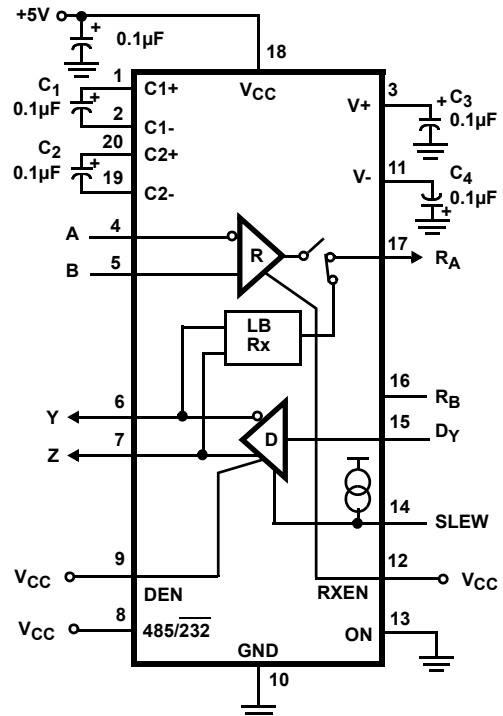 +5V
+
0.1µF
18
1
C1
+
0.1µF
C1+
VCC
V+
3
+
C3
0.1µF
2
C1-
20
C2
+
0.1µF
C2+
19
C2-
V-
11
C4
0.1µF
+
A
4
R
17
RA
B
5
LB
Rx
16
RB
Y
6
D
15
DY
Z
7
14
SLEW
VCC
9
DEN
RXEN
12
VCC
VCC
8
485/232
ON
13
GND
10